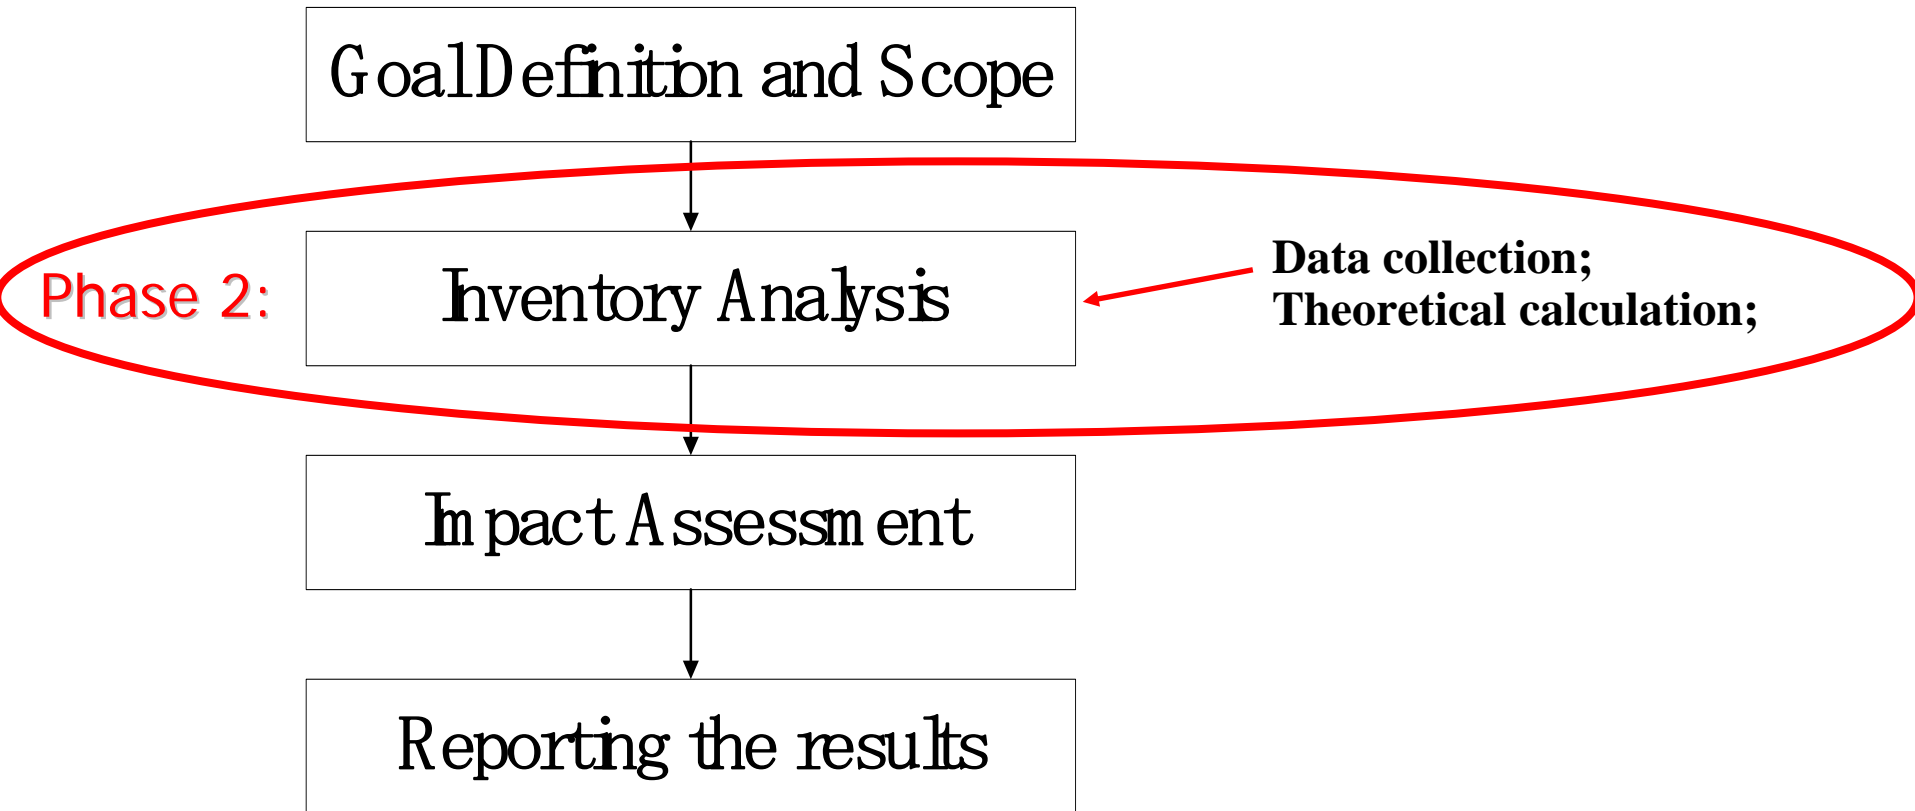 Goal Definition and Scope
Phase 2:
Inventory Analysis
Data collection;
Theoretical calculation;
Impact Assessment
Reporting the results